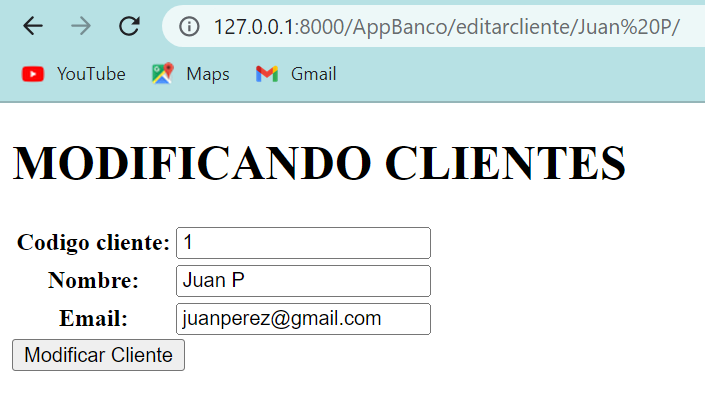 127.0.0.1:8000/AppBanco/editarcliente/Juan%20P/
YouTube Maps Gmail
MODIFICANDO CLIENTES
Codigo cliente: 1
Nombre: Juan P
Email: juanperez@gmail.com
Modificar Cliente